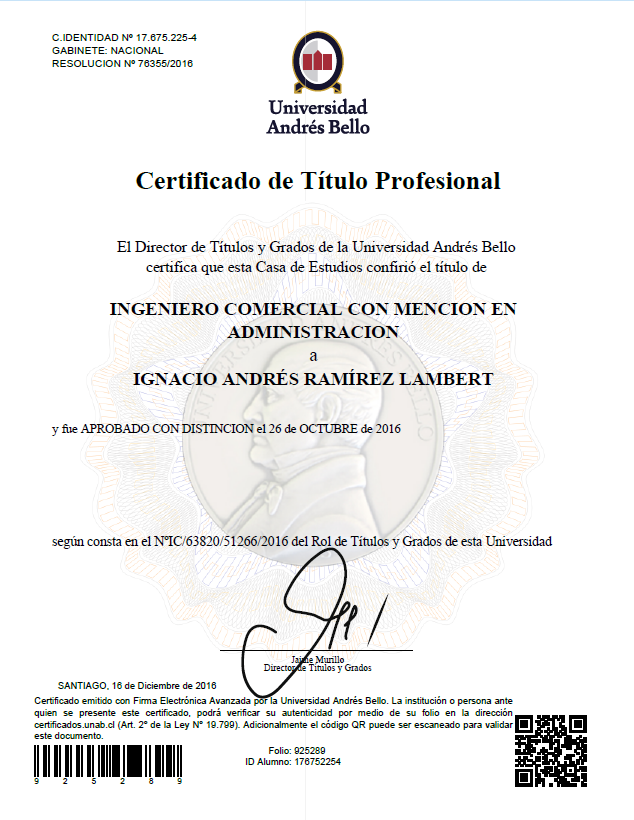 C.IDENTIDAD Nº 17.675.225-4
GABINETE: NACIONAL
RESOLUCION Nº 76355/2016
Universidad
Andrés Bello
Certificado de Título Profesional
El Director de Títulos y Grados de la Universidad Andrés Bello
certifica que esta Casa de Estudios confirió el título de
INGENIERO COMERCIAL CON MENCION EN
ADMINISTRACION
a
IGNACIO ANDRÉS RAMÍREZ LAMBERT
y fue APROBADO CON DISTINCION el 26 de OCTUBRE de 2016
según consta en el NºIC/63820/51266/2016 del Rol de Títulos y Grados de esta Universidad
Jaime Murillo
Director de Títulos y Grados
SANTIAGO, 16 de Diciembre de 2016
Certificado emitido con Firma Electrónica Avanzada por la Universidad Andrés Bello. La institución o persona ante
quien se presente este certificado, podrá verificar su autenticidad por medio de su folio en la dirección
certificados.unab.cl (Art. 2º de la Ley Nº 19.799). Adicionalmente el código QR puede ser escaneado para validar
este documento.
Folio: 925289
ID Alumno: 176752254
9 2 5 2 8 9